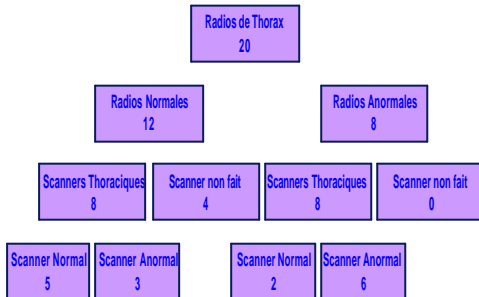 Radios de Thorax
20
Radios Normales
12
Radios Anormales
8
Scanners Thoraciques
8
Scanner non fait
4
Scanners Thoraciques
8
Scanner non fait
0
Scanner Normal
5
Scanner Anormal
3
Scanner Normal
2
Scanner Anormal
6